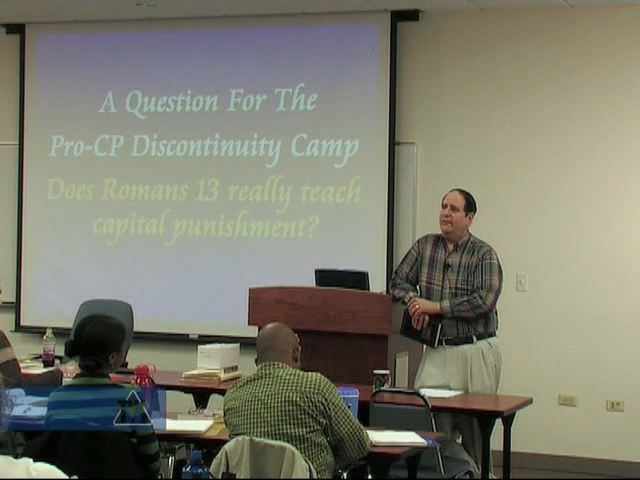 A Question For The
Pro-CP Discontinuity Camp
Does Romans 13 really teach
capital punishment?